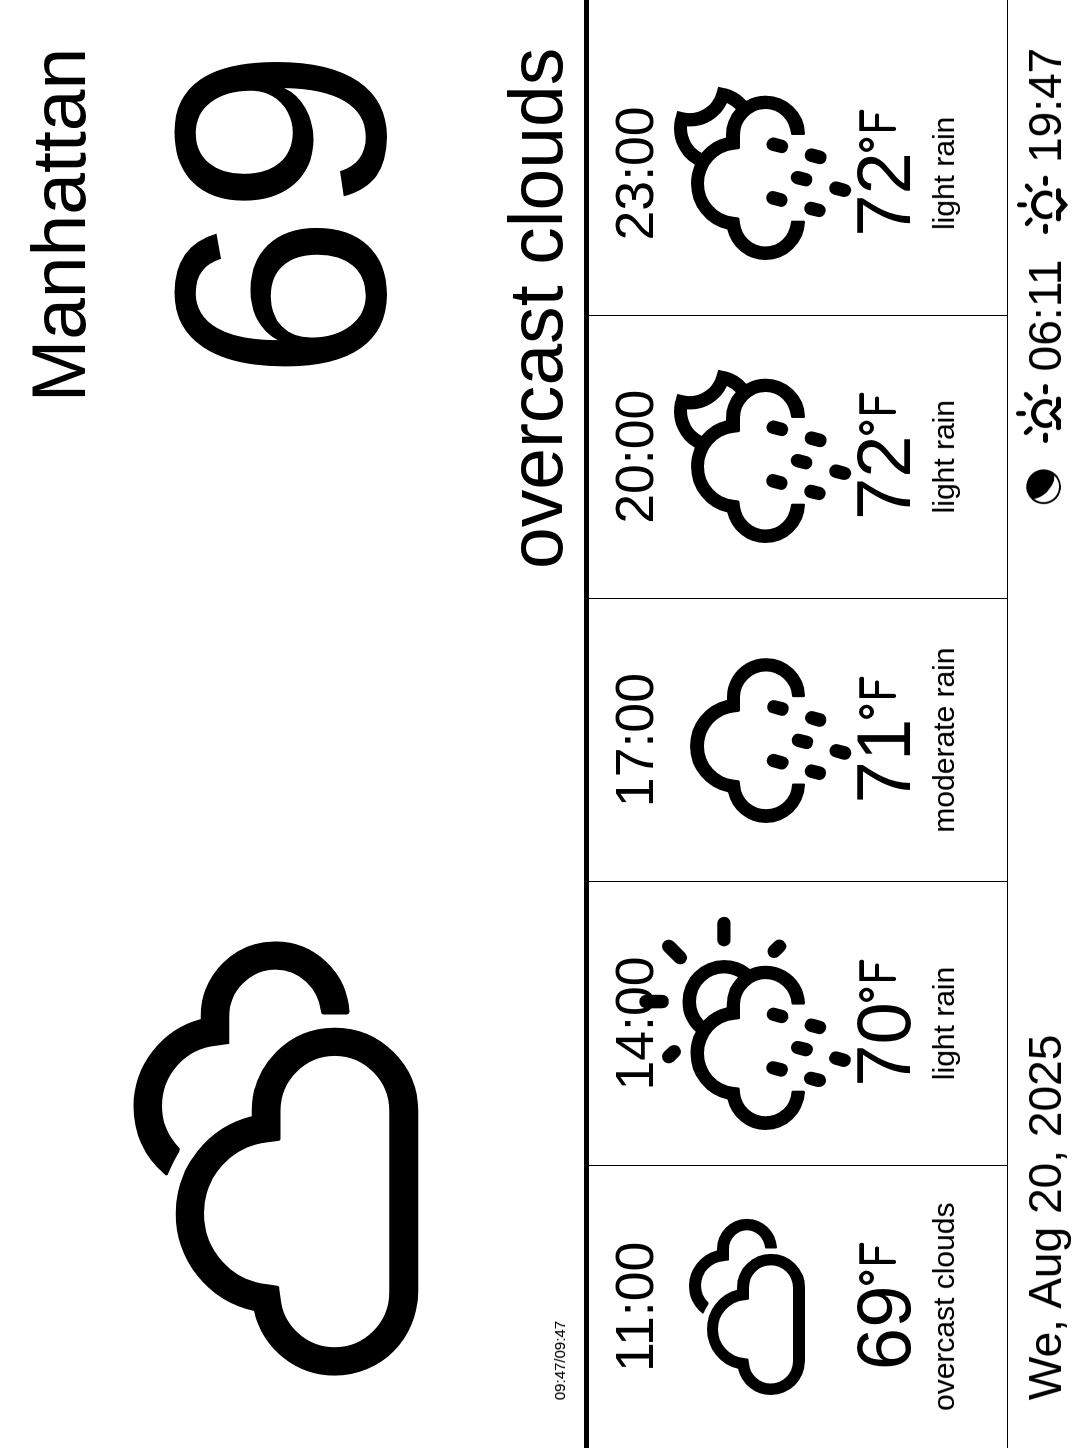 Manhattan
69
overcast clouds
09:47/09:47
11:00 14:00 17:00 20:00 23:00
69°F 70°F 71°F 72°F 72°F
overcast clouds light rain moderate rain light rain light rain
We, Aug 20, 2025 06:11 19:47